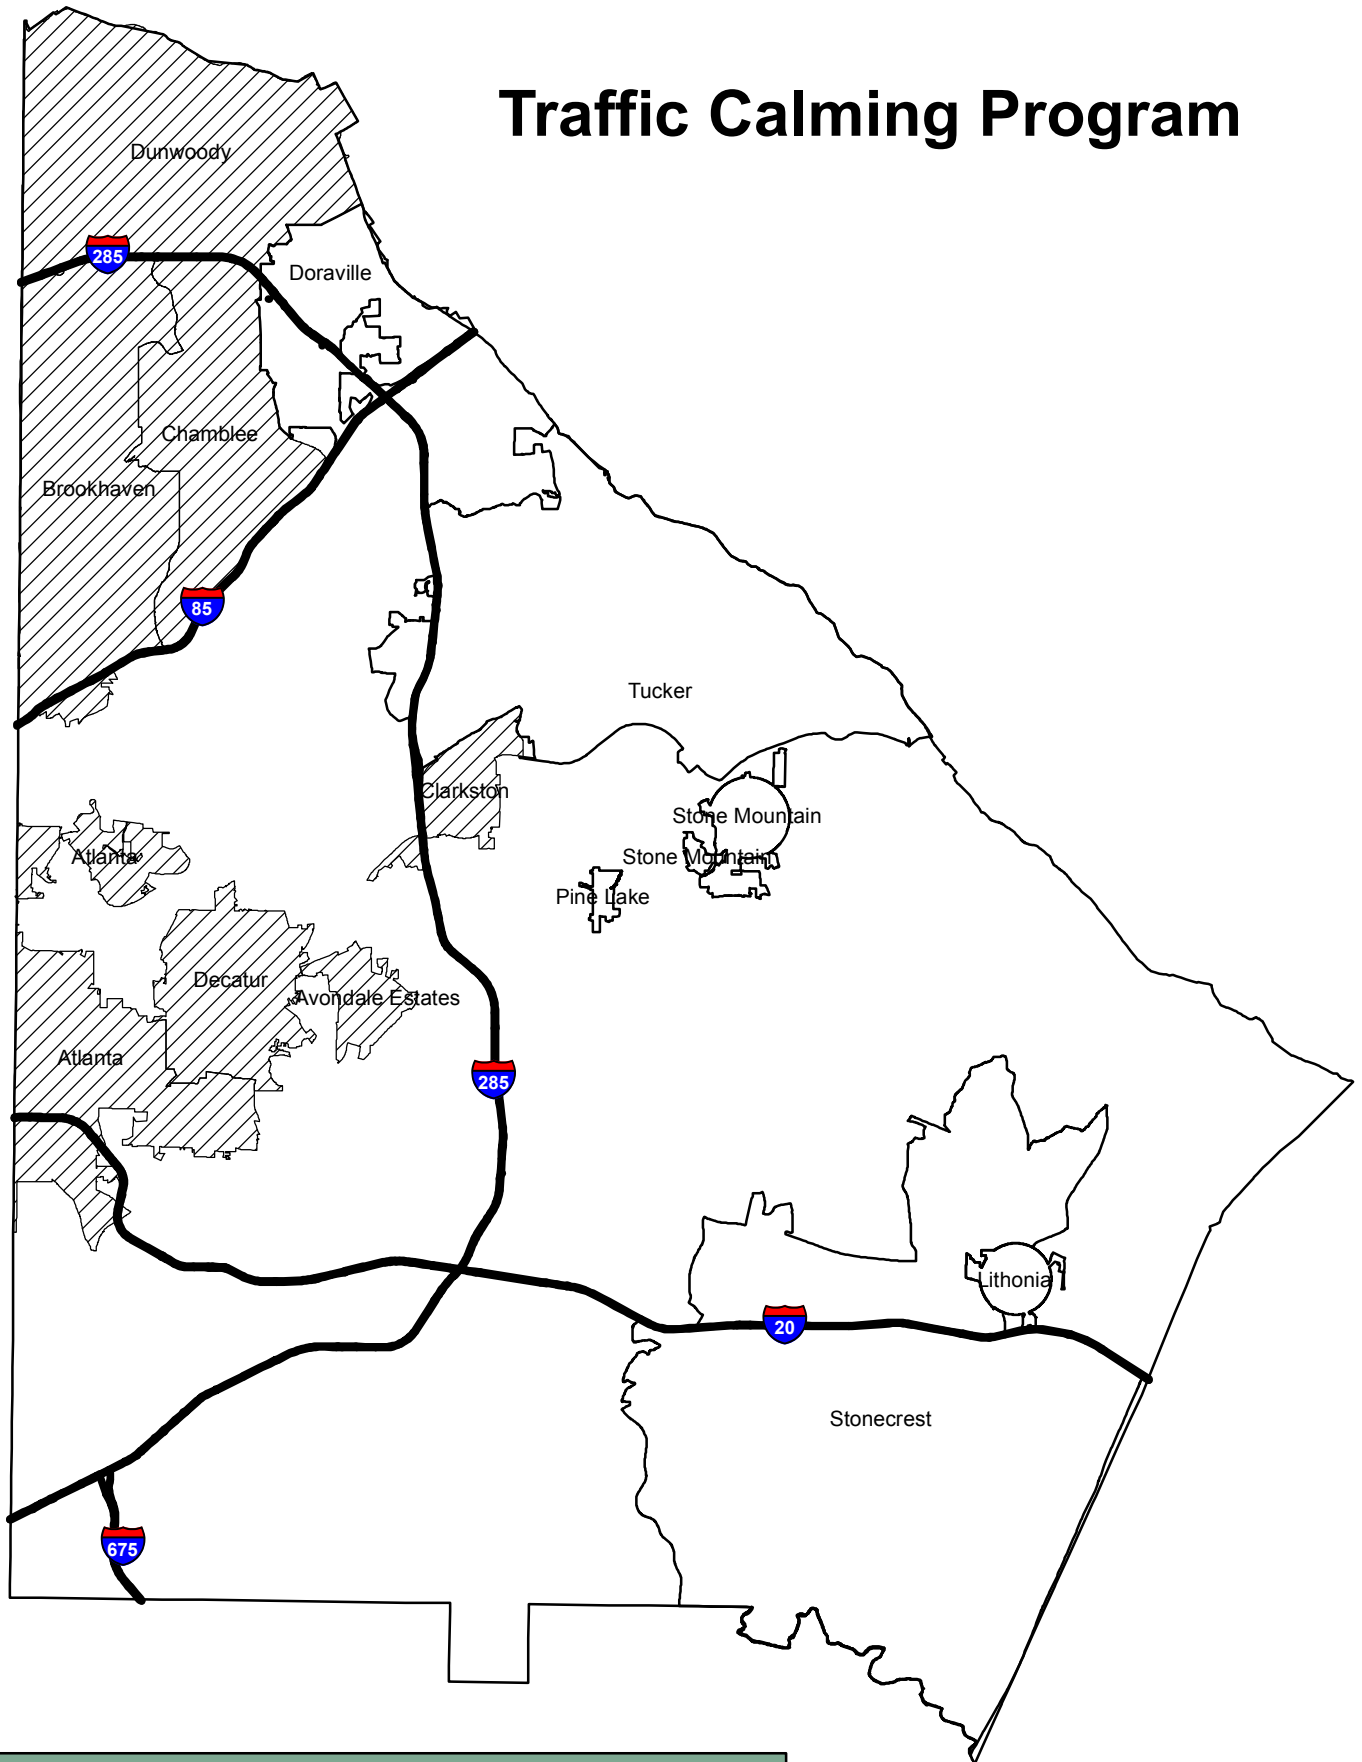 Traffic Calming Program
Dunwoody
285
Doraville
Chamblee
Brookhaven
85
Tucker
Clarkston
Stone Mountain
Atlanta
Stone Mountain
Pine Lake
Decatur
Avondale Estates
Atlanta
285
Lithonia
20
Stonecrest
675